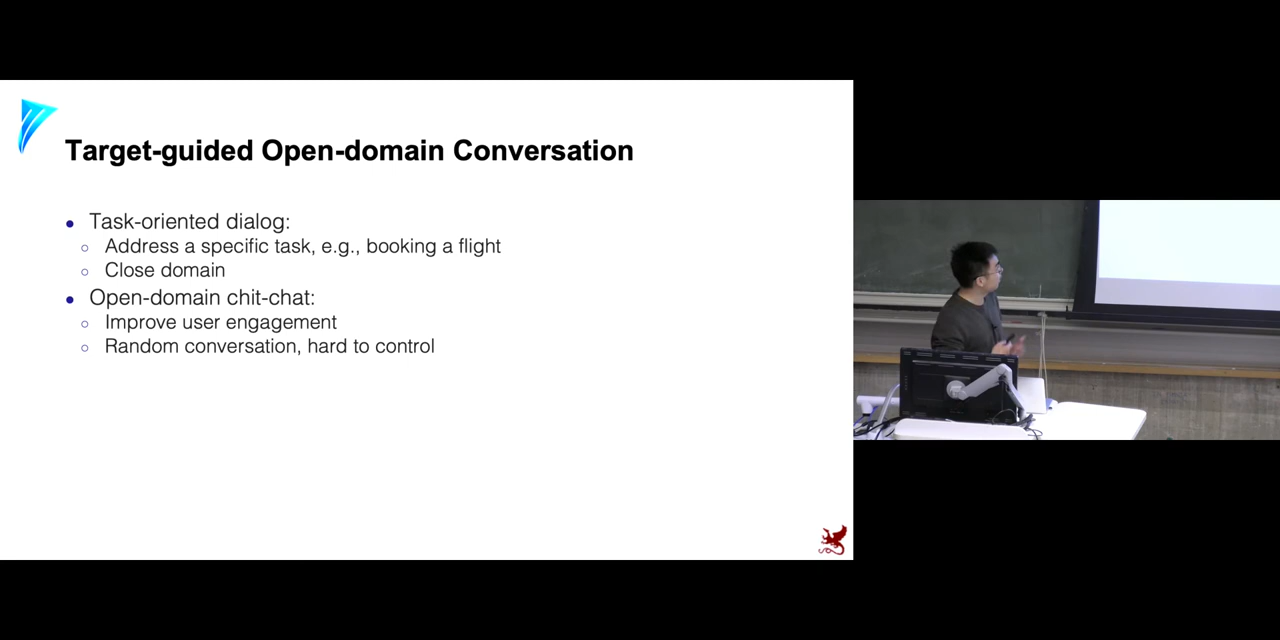 Target-guided Open-domain Conversation
● Task-oriented dialog:
○ Address a specific task, e.g., booking a flight
○ Close domain
● Open-domain chit-chat:
○ Improve user engagement
○ Random conversation, hard to control